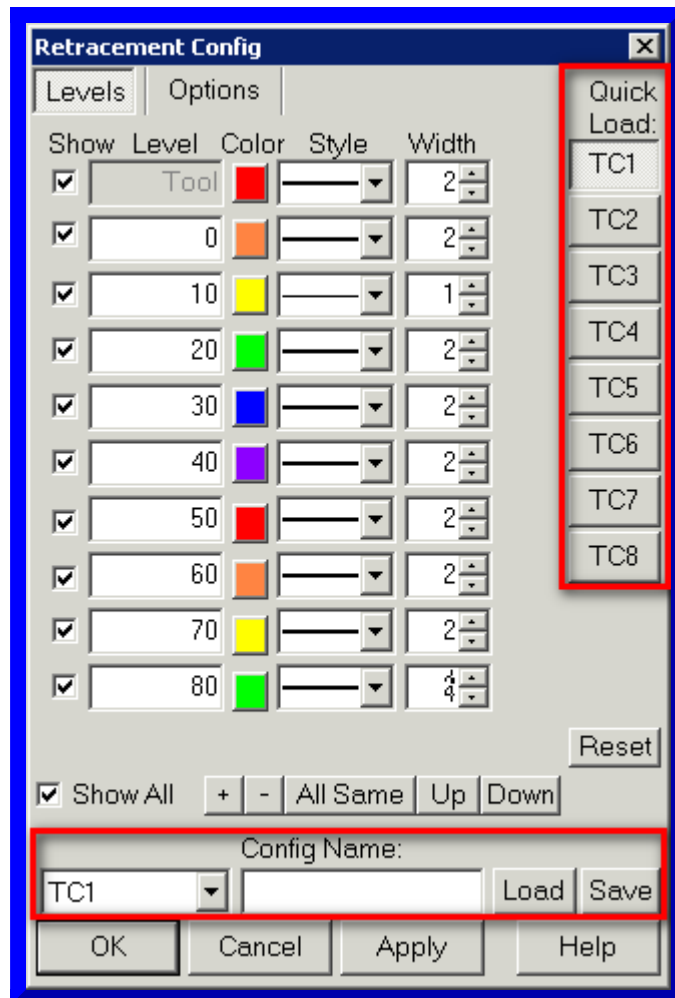 Retracement Config
Levels Options
Quick
Load:
Show Level Color Style Width
Tool 2
TC1
0 2
TC2
10 1
TC3
20 2
TC4
30 2
TC5
40 2
TC6
50 2
TC7
60 2
TC8
70 2
80
Reset
Show All + - All Same Up Down
Config Name:
TC1 Load Save
OK Cancel Apply Help